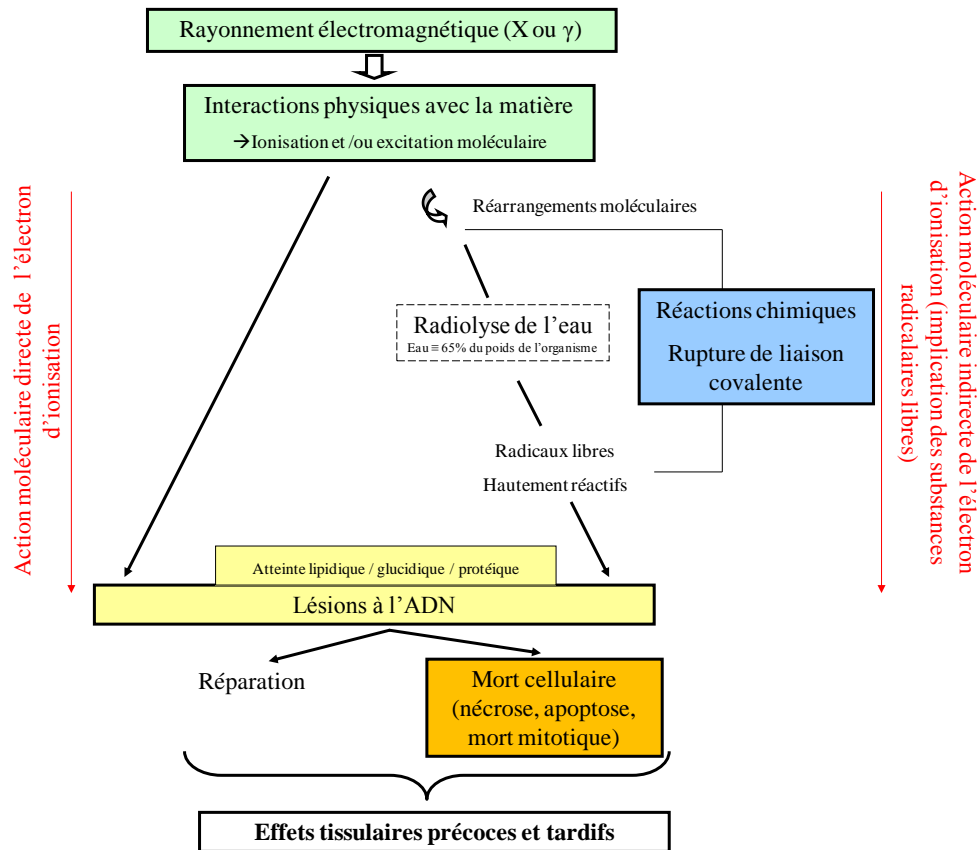 Rayonnement électromagnétique (X ou γ)
Interactions physiques avec la matière
→Ionisation et /ou excitation moléculaire
Action moléculaire directe de l’électron
d’ionisation
Réarrangements moléculaires
Radiolyse de l’eau
Eau ≡ 65% du poids de l’organisme
Réactions chimiques
Rupture de liaison
covalente
Action moléculaire indirecte de l’électron
d’ionisation (implication des substances
radicalaires libres)
Radicaux libres
Hautement réactifs
Atteinte lipidique / glucidique / protéique
Lésions à l’ADN
Réparation
Mort cellulaire
(nécrose, apoptose,
mort mitotique)
Effets tissulaires précoces et tardifs